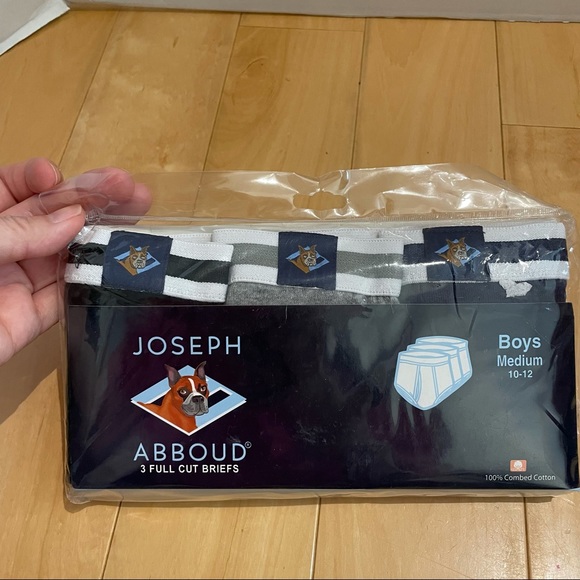 JOSEPH
ABBOUD®
3 FULL CUT BRIEFS
Boys
Medium
10-12
100% Combed Cotton